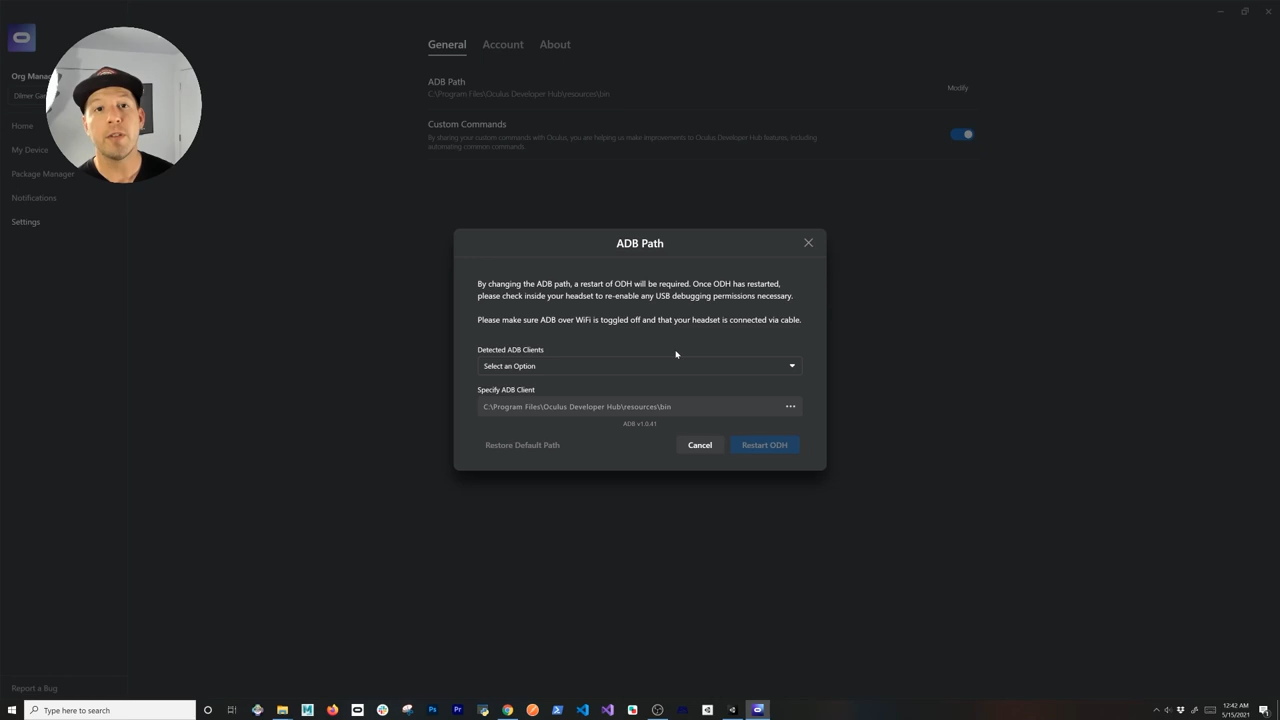 General Account About
Org Mana
Dilmer Ge
Home
My Device
Package Manager
Notifications
Settings
ADB Path
C:\Program Files\Oculus Developer Hub\resources\bin
Modify
Custom Commands
By sharing your custom commands with Oculus, you are helping us make improvements to Oculus Developer Hub features, including
automating common commands.
ADB Path
By changing the ADB path, a restart of ODH will be required. Once ODH has restarted,
please check inside your headset to re-enable any USB debugging permissions necessary.
Please make sure ADB over WiFi is toggled off and that your headset is connected via cable.
Detected ADB Clients
Select an Option
Specify ADB Client
C:\Program Files\Oculus Developer Hub\resources\bin
ADB v1.0.41
Restore Default Path
Cancel
Restart ODH
Report a Bug
Type here to search
12:42 AM
5/15/2021